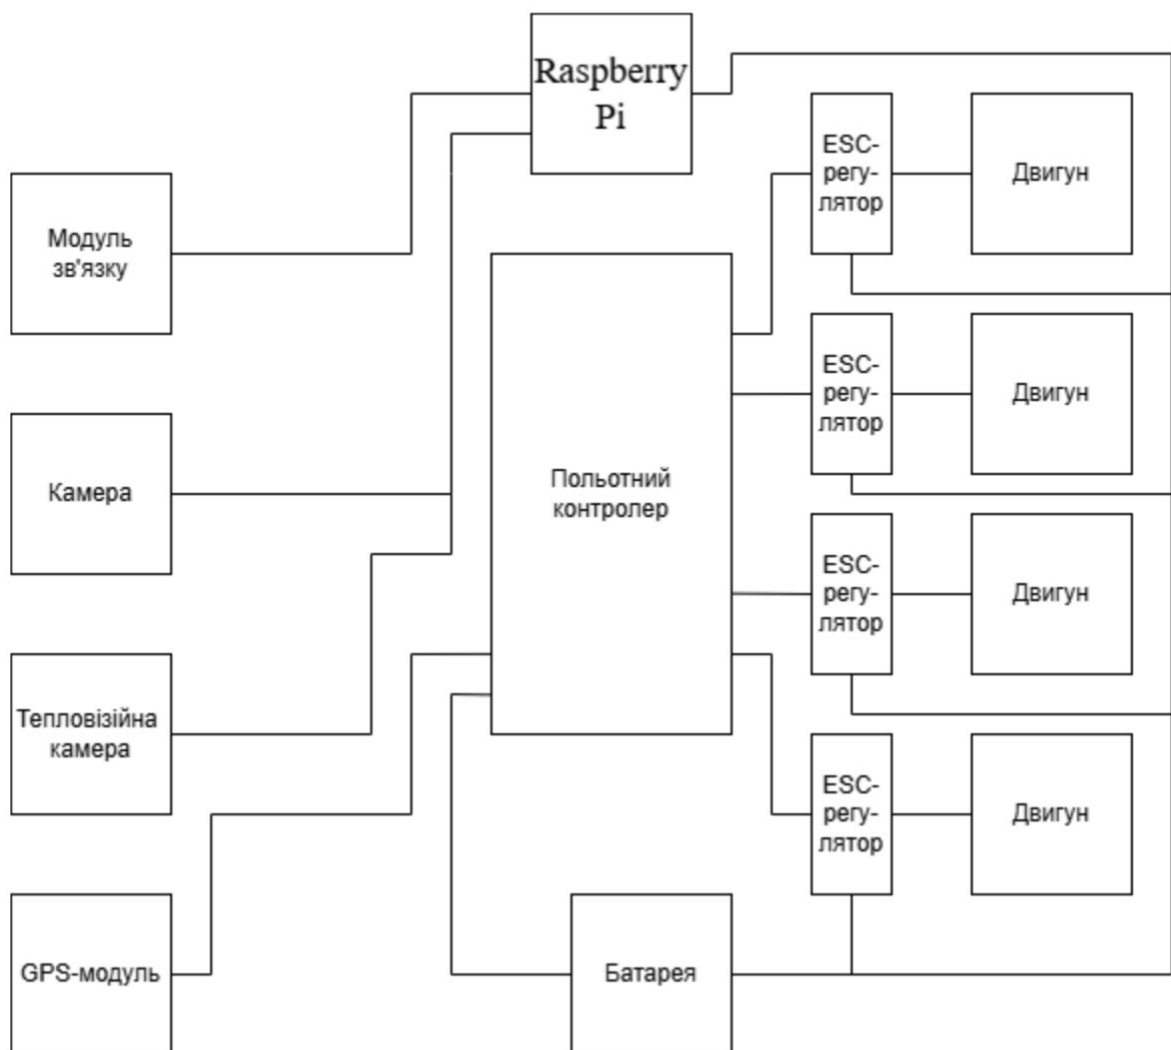 Raspberry
Pi
ESC-
регу-
лятор
Двигун
Модуль
зв'язку
ESC-
регу-
лятор
Двигун
Камера
Польотний
контролер
ESC-
регу-
лятор
Двигун
Тепловізійна
камера
ESC-
регу-
лятор
Двигун
GPS-модуль
Батарея